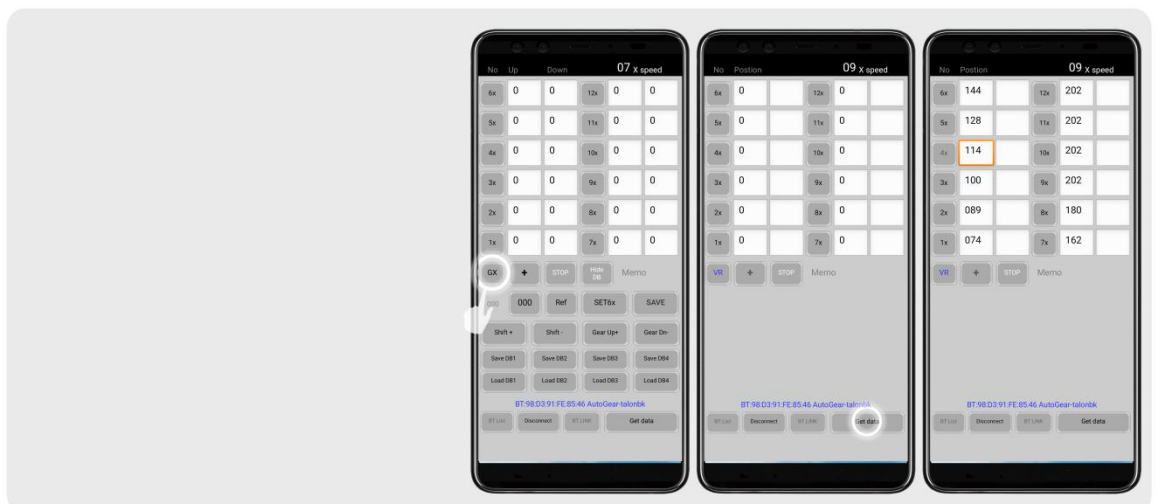 No Up Down 07 X speed
6x 0 0 12x 0 0
5x 0 0 11x 0 0
4x 0 0 10x 0 0
3x 0 0 9x 0 0
2x 0 0 8x 0 0
1x 0 0 7x 0 0
GX + STOP Hide DB Memo
000 000 Ref SET6x SAVE
Shift + Shift - Gear Up+ Gear Dn-
Save DB1 Save DB2 Save DB3 Save DB4
Load DB1 Load DB2 Load DB3 Load DB4
BT:98:D3:91:FE:85:46 AutoGear-talonbk
BT List Disconnect BT LINK Get data
No Postion 09 X speed
6x 0 12x 0
5x 0 11x 0
4x 0 10x 0
3x 0 9x 0
2x 0 8x 0
1x 0 7x 0
VR + STOP Memo
BT:98:D3:91:FE:85:46 AutoGear-talonbk
BT List Disconnect BT LINK Get data
No Postion 09 X speed
6x 144 12x 202
5x 128 11x 202
4x 114 10x 202
3x 100 9x 202
2x 089 8x 180
1x 074 7x 162
VR + STOP Memo
BT:98:D3:91:FE:85:46 AutoGear-talonbk
BT List Disconnect BT LINK Get data